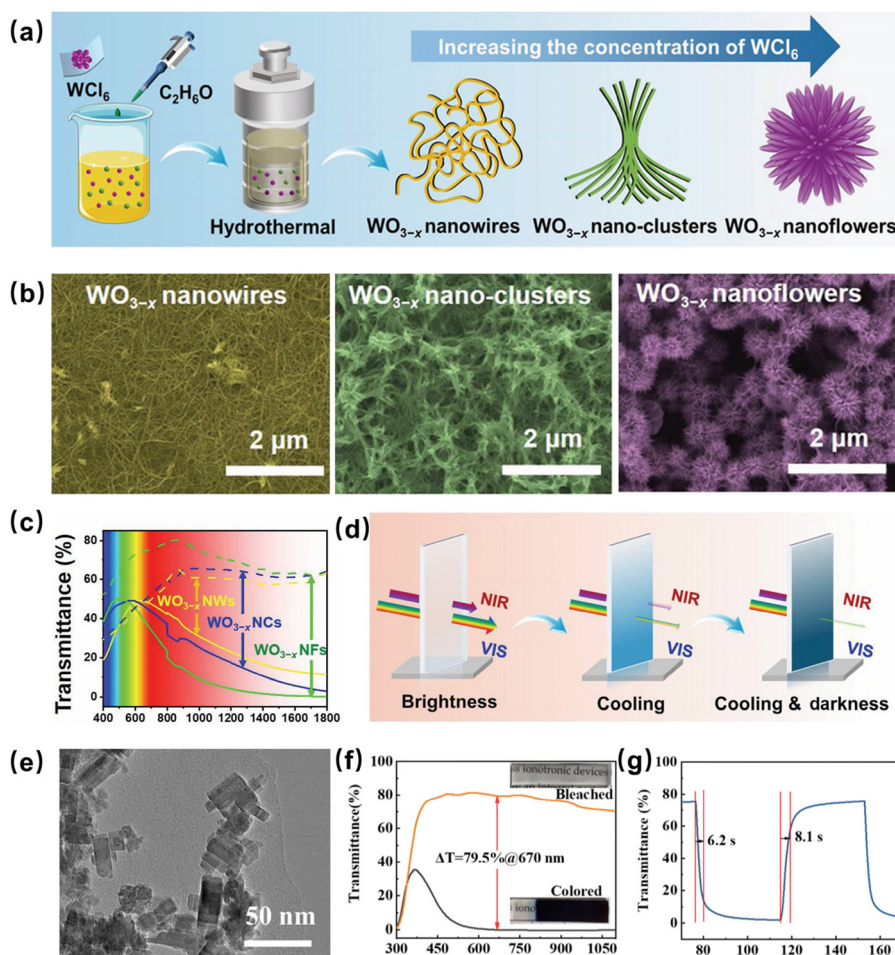 (a)
Increasing the concentration of WCl₆
WCl₆
C₂H₆O
Hydrothermal
WO₃₋ₓ nanowires
WO₃₋ₓ nano-clusters
WO₃₋ₓ nanoflowers
(b)
WO₃₋ₓ nanowires
2 μm
WO₃₋ₓ nano-clusters
2 μm
WO₃₋ₓ nanoflowers
2 μm
(c)
Transmittance (%)
80
60
40
20
0
400 600 800 1000 1200 1400 1600 1800
WO₃₋ₓ NWs
WO₃₋ₓ NCs
WO₃₋ₓ NFs
(d)
NIR
VIS
Brightness
NIR
VIS
Cooling
NIR
VIS
Cooling & darkness
(e)
50 nm
(f)
Transmittance(%)
100
80
60
40
20
0
300 450 600 750 900 1050
ss ionotronic devices
Bleached
ΔT=79.5%@670 nm
Colored
s iono
(g)
Transmittance (%)
100
80
60
40
20
0
80 120 160
6.2 s
8.1 s